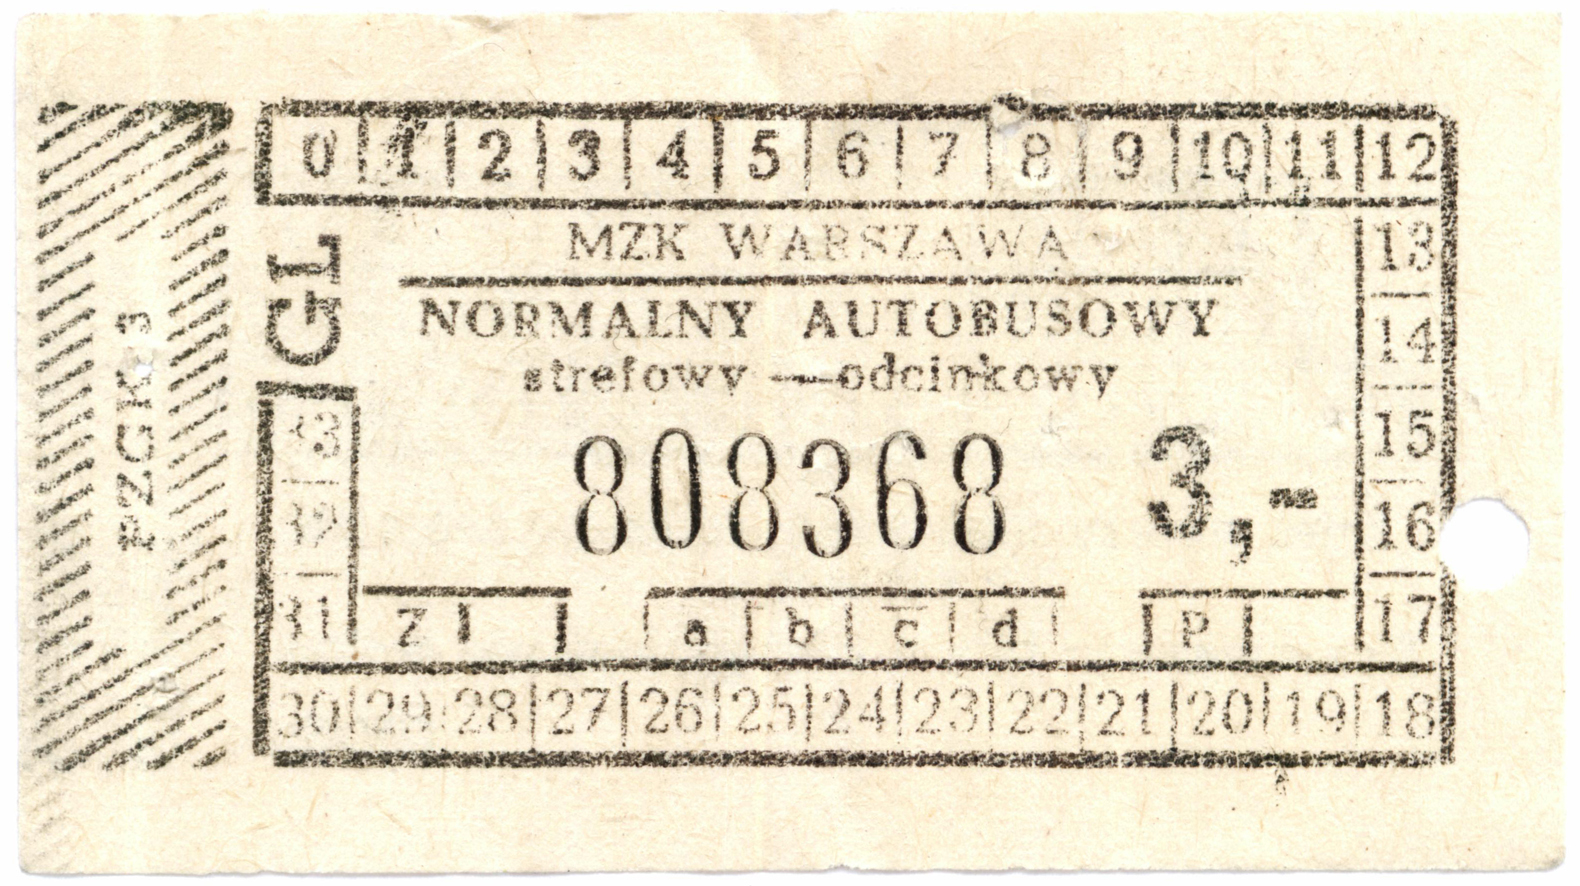 PZGK 3
GL
0 1 2 3 4 5 6 7 8 9 10 11 12
MZK WARSZAWA
NORMALNY AUTOBUSOWY
strefowy — odcinkowy
808368 3,-
13
14
15
16
17
33
32
31
Z a b c d P
30 29 28 27 26 25 24 23 22 21 20 19 18